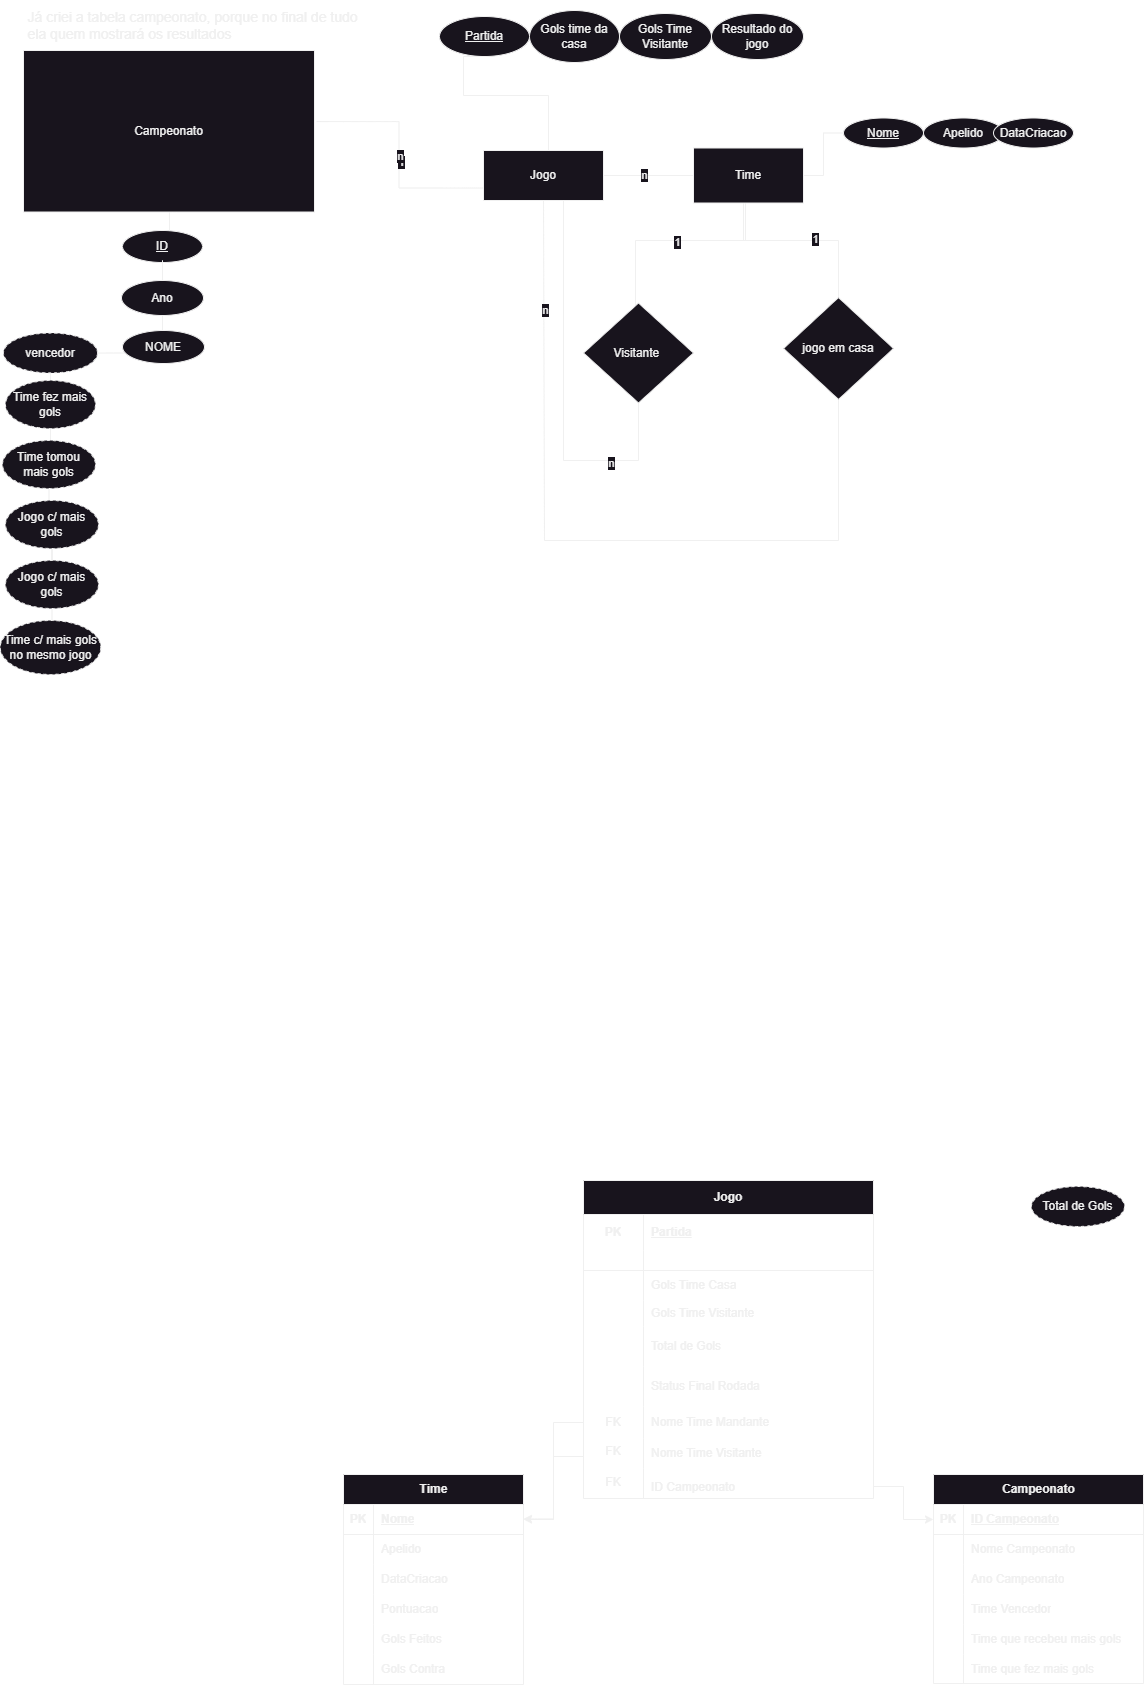 Já criei a tabela campeonato, porque no final de tudo
ela quem mostrará os resultados
Partida
Gols time da
casa
Gols Time
Visitante
Resultado do
jogo
Campeonato
Nome
Apelido
DataCriacao
n
Jogo
n
Time
ID
1
1
Ano
n
NOME
vencedor
Visitante
jogo em casa
Time fez mais
gols
Time tomou
mais gols
n
Jogo c/ mais
gols
Jogo c/ mais
gols
Time c/ mais gols
no mesmo jogo
Jogo
Total de Gols
PK Partida
Gols Time Casa
Gols Time Visitante
Total de Gols
Status Final Rodada
FK Nome Time Mandante
FK Nome Time Visitante
FK ID Campeonato
Time
PK Nome
Apelido
DataCriacao
Pontuacao
Gols Feitos
Gols Contra
Campeonato
PK ID Campeonato
Nome Campeonato
Ano Campeonato
Time Vencedor
Time que recebeu mais gols
Time que fez mais gols